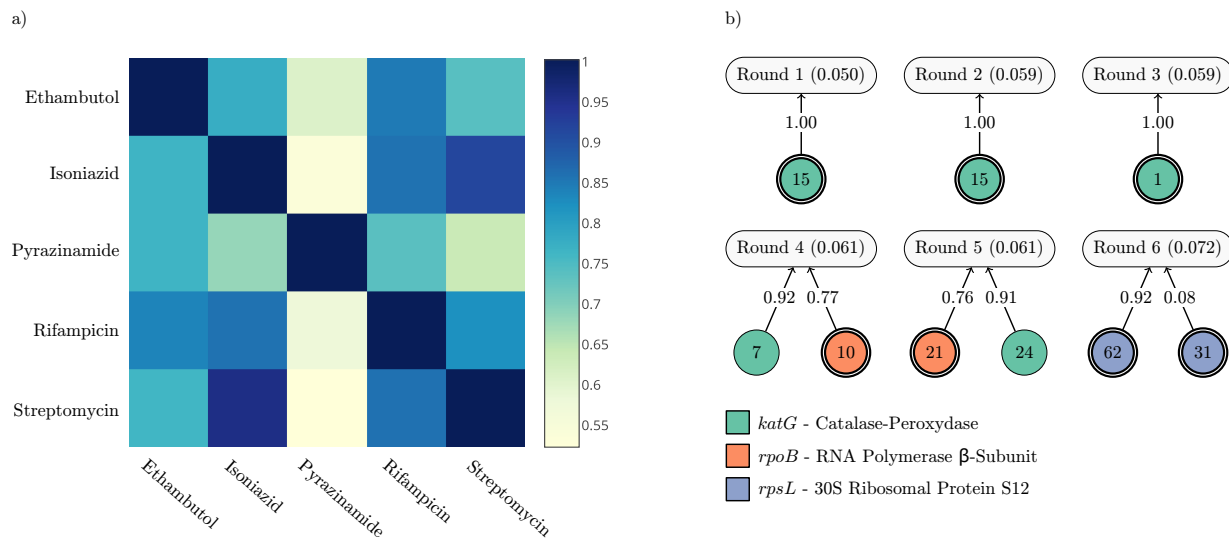 a)
Ethambutol
Isoniazid
Pyrazinamide
Rifampicin
Streptomycin
Ethambutol
Isoniazid
Pyrazinamide
Rifampicin
Streptomycin
1
0.95
0.9
0.85
0.8
0.75
0.7
0.65
0.6
0.55
b)
Round 1 (0.050)
Round 2 (0.059)
Round 3 (0.059)
1.00
1.00
1.00
15
15
1
Round 4 (0.061)
Round 5 (0.061)
Round 6 (0.072)
0.92
0.77
0.76
0.91
0.92
0.08
7
10
21
24
62
31
katG - Catalase-Peroxydase
rpoB - RNA Polymerase β-Subunit
rpsL - 30S Ribosomal Protein S12